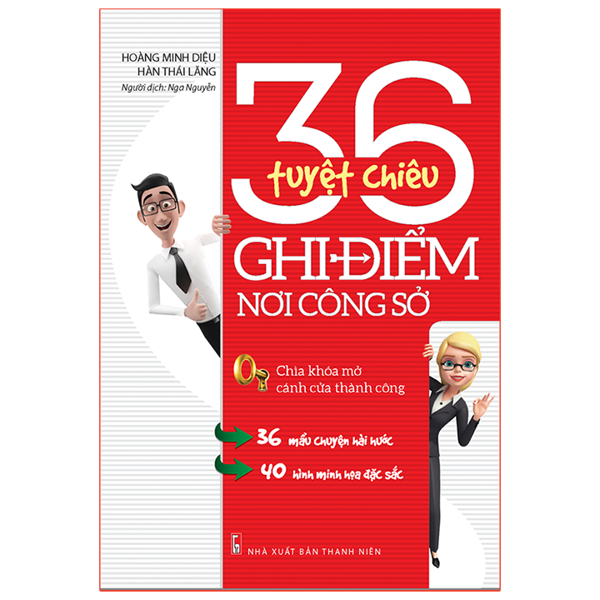 HOÀNG MINH DIỆU
HÀN THÁI LĂNG
Người dịch: Nga Nguyễn
36
tuyệt chiêu
GHI ĐIỂM
NƠI CÔNG SỞ
Chìa khóa mở
cánh cửa thành công
36 mẩu chuyện hài hước
40 hình minh họa đặc sắc
NHÀ XUẤT BẢN THANH NIÊN